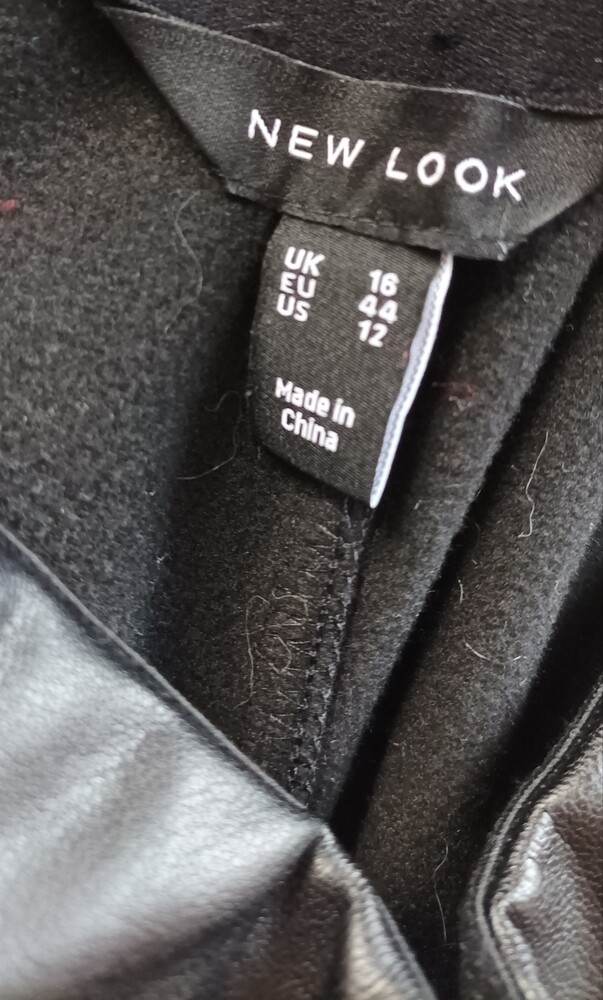 NEW LOOK
UK 16
EU 44
US 12
Made in
China